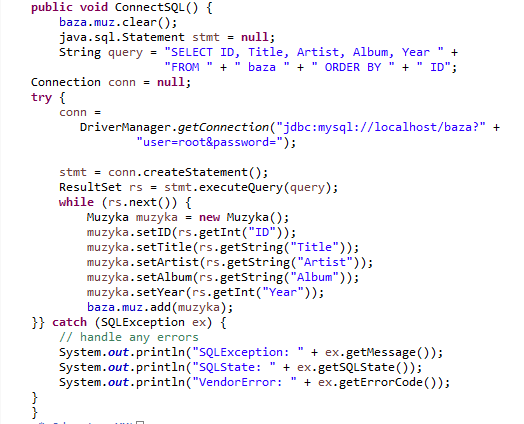 public void ConnectSQL() {
baza.muz.clear();
java.sql.Statement stmt = null;
String query = "SELECT ID, Title, Artist, Album, Year " +
"FROM " + " baza " + " ORDER BY " + " ID";
Connection conn = null;
try {
conn =
DriverManager.getConnection("jdbc:mysql://localhost/baza?" +
"user=root&password=");
stmt = conn.createStatement();
ResultSet rs = stmt.executeQuery(query);
while (rs.next()) {
Muzyka muzyka = new Muzyka();
muzyka.setID(rs.getInt("ID"));
muzyka.setTitle(rs.getString("Title"));
muzyka.setArtist(rs.getString("Artist"));
muzyka.setAlbum(rs.getString("Album"));
muzyka.setYear(rs.getInt("Year"));
baza.muz.add(muzyka);
}} catch (SQLException ex) {
// handle any errors
System.out.println("SQLException: " + ex.getMessage());
System.out.println("SQLState: " + ex.getSQLState());
System.out.println("VendorError: " + ex.getErrorCode());
}
}